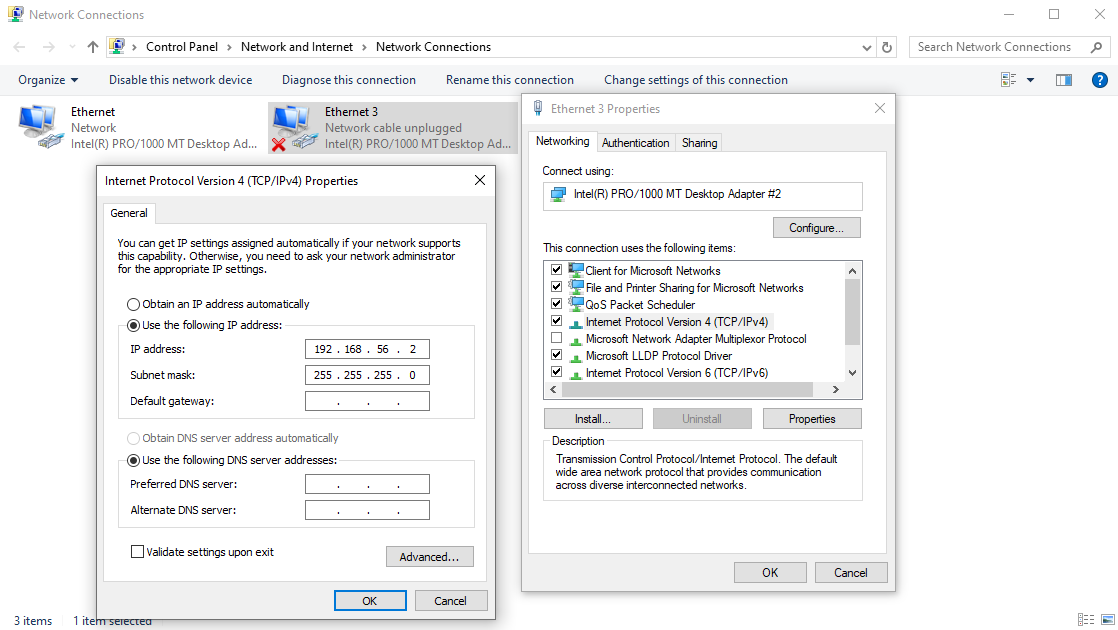 Network Connections
Control Panel > Network and Internet > Network Connections
Search Network Connections
Organize
Disable this network device
Diagnose this connection
Rename this connection
Change settings of this connection
Ethernet
Network
Intel(R) PRO/1000 MT Desktop Ad...
Ethernet 3
Network cable unplugged
Intel(R) PRO/1000 MT Desktop Ad...
Internet Protocol Version 4 (TCP/IPv4) Properties
General
You can get IP settings assigned automatically if your network supports
this capability. Otherwise, you need to ask your network administrator
for the appropriate IP settings.
Obtain an IP address automatically
Use the following IP address:
IP address:
192 . 168 . 56 . 2
Subnet mask:
255 . 255 . 255 . 0
Default gateway:
. . .
Obtain DNS server address automatically
Use the following DNS server addresses:
Preferred DNS server:
. . .
Alternate DNS server:
. . .
Validate settings upon exit
Advanced...
OK
Cancel
Ethernet 3 Properties
Networking
Authentication
Sharing
Connect using:
Intel(R) PRO/1000 MT Desktop Adapter #2
Configure...
This connection uses the following items:
Client for Microsoft Networks
File and Printer Sharing for Microsoft Networks
QoS Packet Scheduler
Internet Protocol Version 4 (TCP/IPv4)
Microsoft Network Adapter Multiplexor Protocol
Microsoft LLDP Protocol Driver
Internet Protocol Version 6 (TCP/IPv6)
Install...
Uninstall
Properties
Description
Transmission Control Protocol/Internet Protocol. The default
wide area network protocol that provides communication
across diverse interconnected networks.
OK
Cancel
3 items
1 item selected